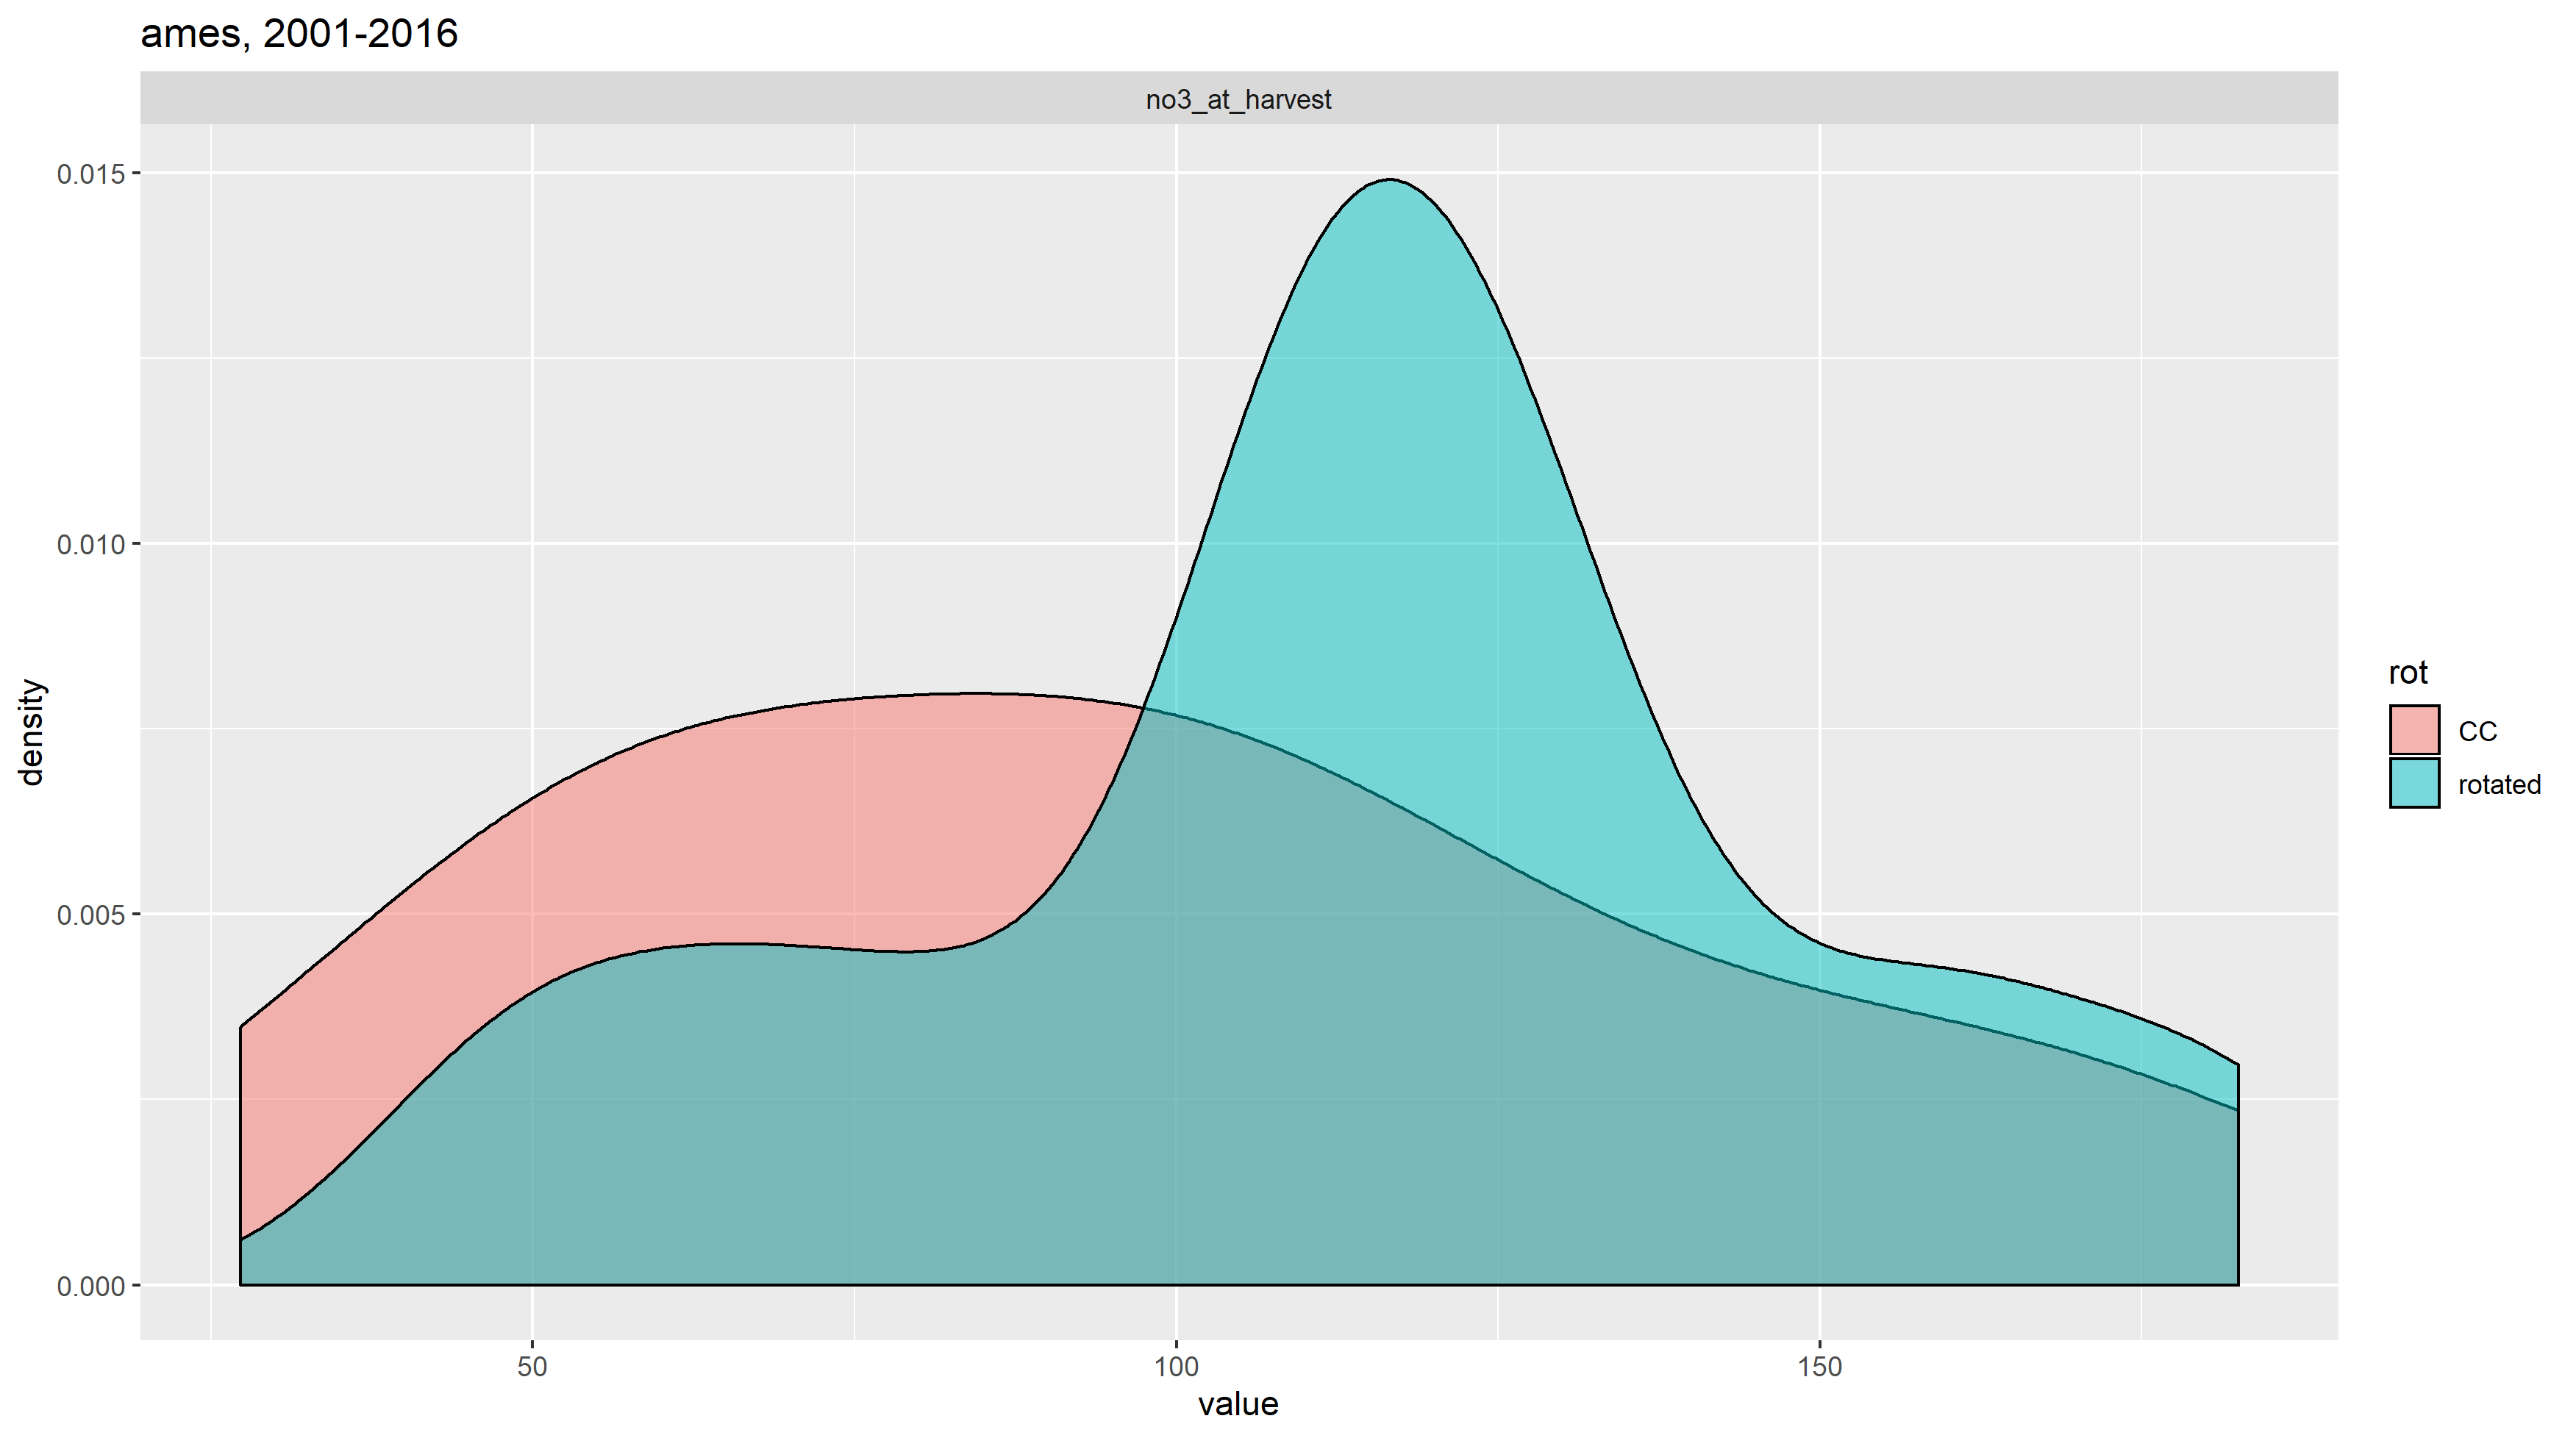 ames, 2001-2016
no3_at_harvest
0.015
0.010
0.005
0.000
density
50
100
150
value
rot
CC
rotated